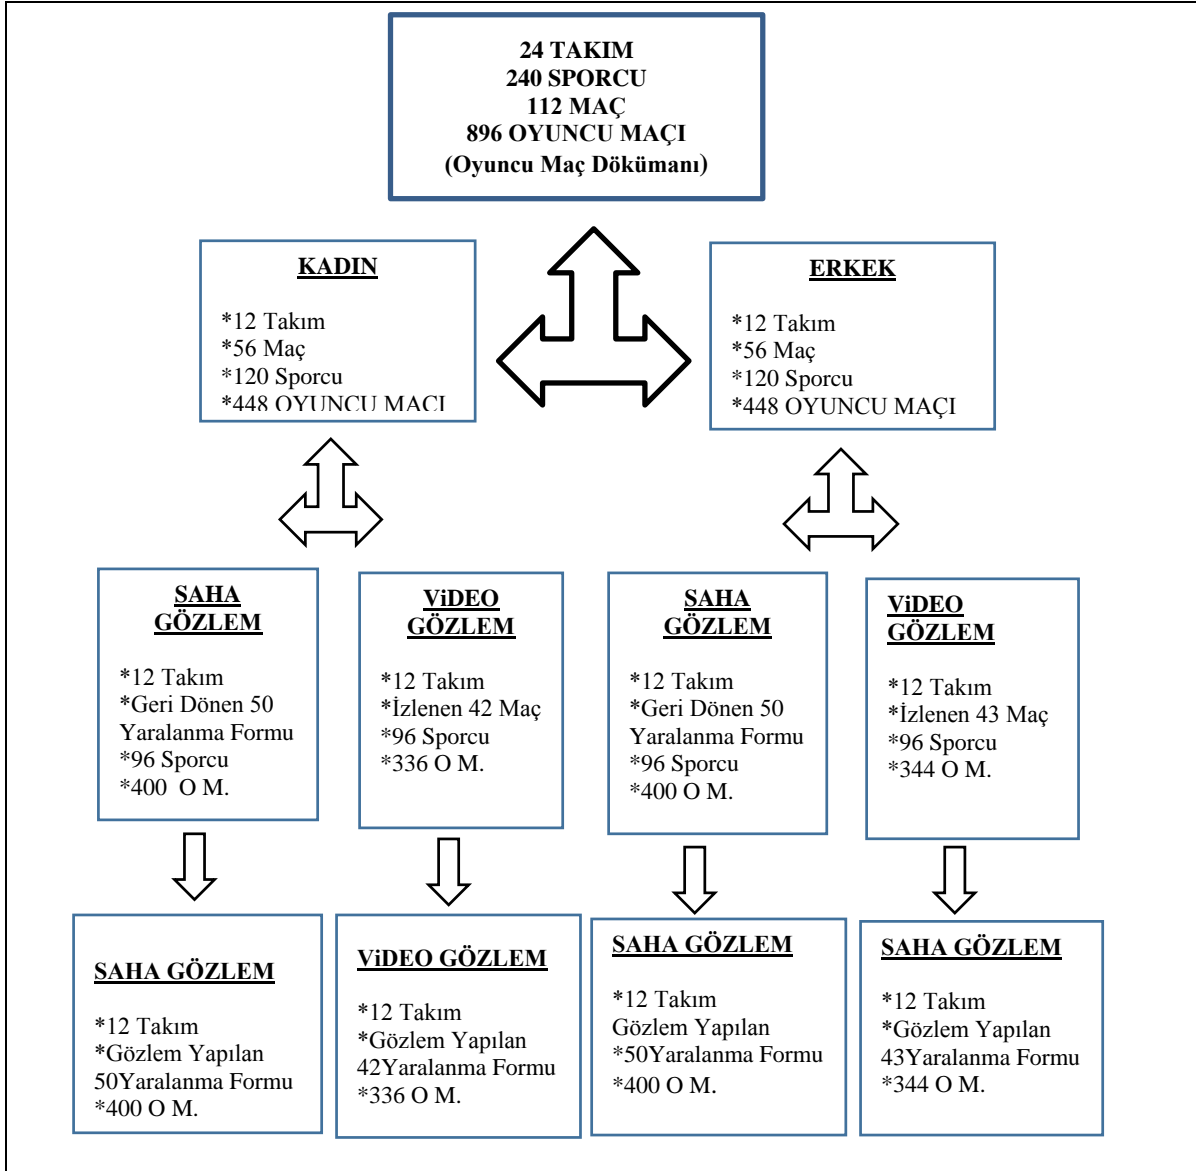 24 TAKIM
240 SPORCU
112 MAÇ
896 OYUNCU MAÇI
(Oyuncu Maç Dökümanı)
KADIN
*12 Takım
*56 Maç
*120 Sporcu
*448 OYUNCU MAÇI
ERKEK
*12 Takım
*56 Maç
*120 Sporcu
*448 OYUNCU MAÇI
SAHA
GÖZLEM
*12 Takım
*Geri Dönen 50
Yaralanma Formu
*96 Sporcu
*400 O M.
ViDEO
GÖZLEM
*12 Takım
*İzlenen 42 Maç
*96 Sporcu
*336 O M.
SAHA
GÖZLEM
*12 Takım
*Geri Dönen 50
Yaralanma Formu
*96 Sporcu
*400 O M.
ViDEO
GÖZLEM
*12 Takım
*İzlenen 43 Maç
*96 Sporcu
*344 O M.
SAHA GÖZLEM
*12 Takım
*Gözlem Yapılan
50Yaralanma Formu
*400 O M.
ViDEO GÖZLEM
*12 Takım
*Gözlem Yapılan
42Yaralanma Formu
*336 O M.
SAHA GÖZLEM
*12 Takım
Gözlem Yapılan
*50Yaralanma Formu
*400 O M.
SAHA GÖZLEM
*12 Takım
*Gözlem Yapılan
43Yaralanma Formu
*344 O M.